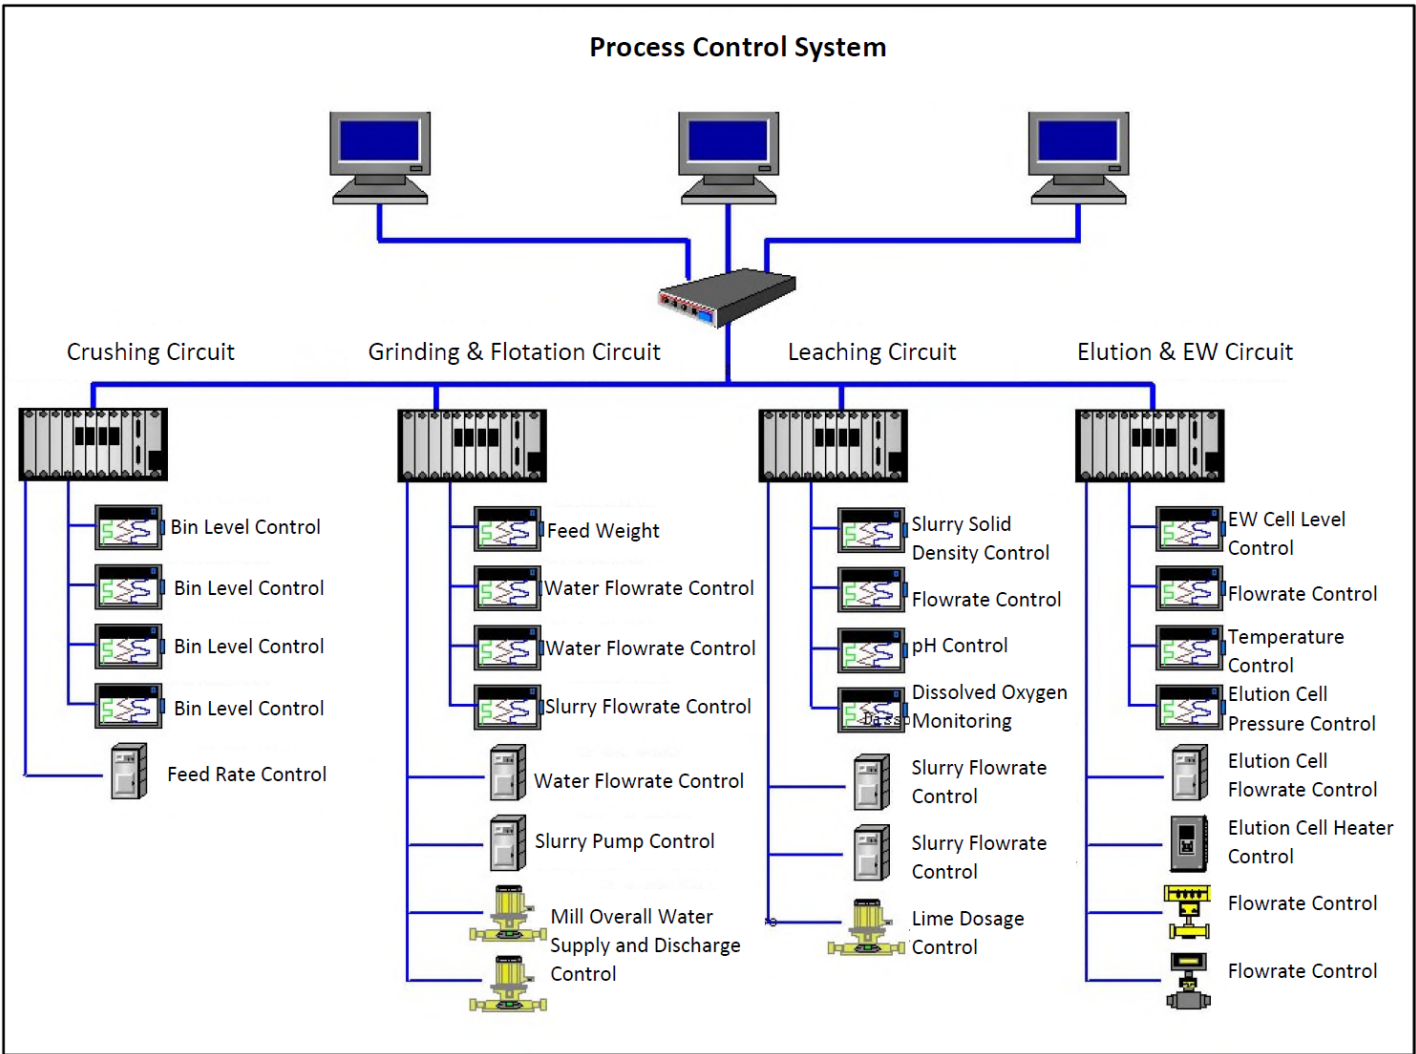 Process Control System
Crushing Circuit
Grinding & Flotation Circuit
Leaching Circuit
Elution & EW Circuit
Bin Level Control
Bin Level Control
Bin Level Control
Bin Level Control
Feed Rate Control
Feed Weight
Water Flowrate Control
Water Flowrate Control
Slurry Flowrate Control
Water Flowrate Control
Slurry Pump Control
Mill Overall Water
Supply and Discharge
Control
Slurry Solid
Density Control
Flowrate Control
pH Control
Dissolved Oxygen
Monitoring
Slurry Flowrate
Control
Slurry Flowrate
Control
Lime Dosage
Control
EW Cell Level
Control
Flowrate Control
Temperature
Control
Elution Cell
Pressure Control
Elution Cell
Flowrate Control
Elution Cell Heater
Control
Flowrate Control
Flowrate Control